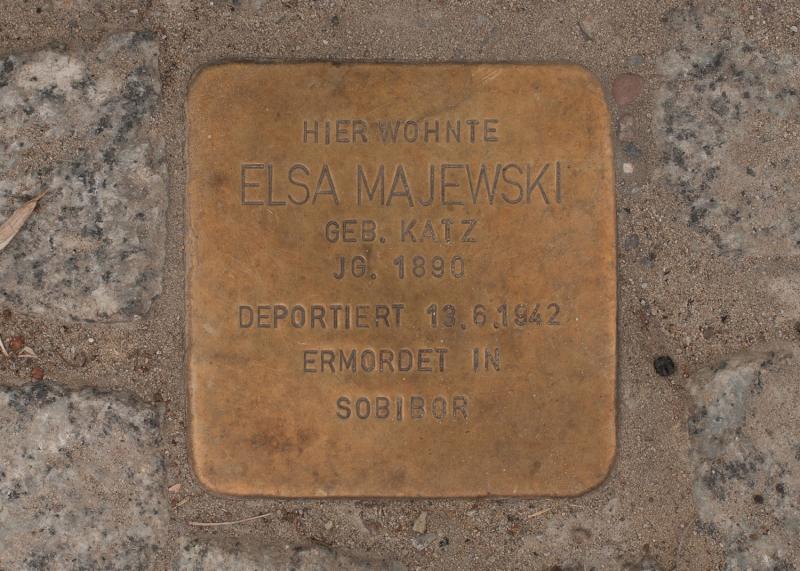 HIER WOHNTE
ELSA MAJEWSKI
GEB. KATZ
JG. 1890
DEPORTIERT 13.6.1942
ERMORDET IN
SOBIBOR